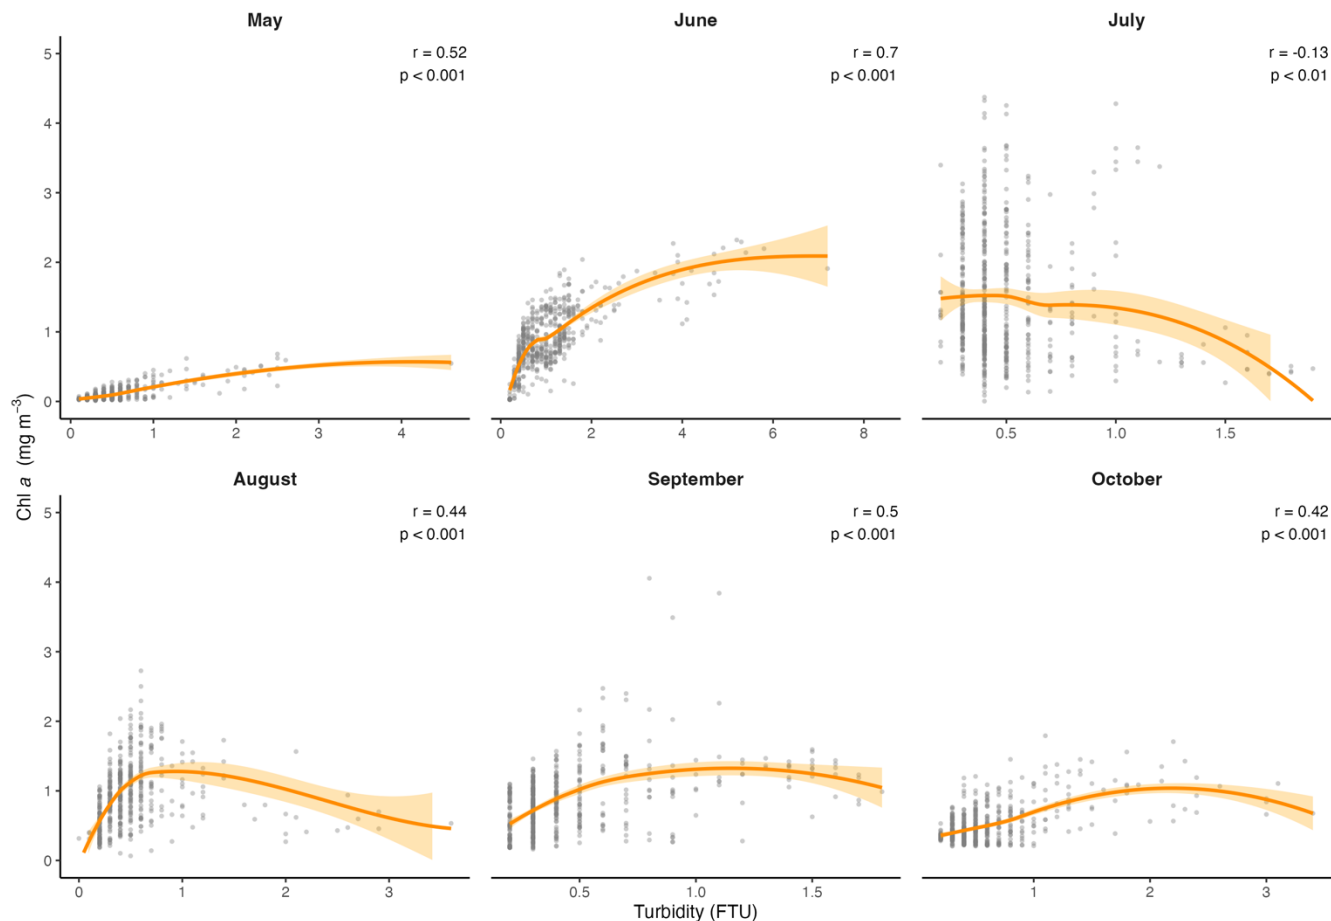 May
June
July
r = 0.52
p < 0.001
r = 0.7
p < 0.001
r = -0.13
p < 0.01
5
4
3
2
1
0
0 1 2 3 4
0 2 4 6 8
0.5 1.0 1.5
Chl a (mg m⁻³)
August
September
October
r = 0.44
p < 0.001
r = 0.5
p < 0.001
r = 0.42
p < 0.001
5
4
3
2
1
0
0 1 2 3
0.5 1.0 1.5
1 2 3
Turbidity (FTU)